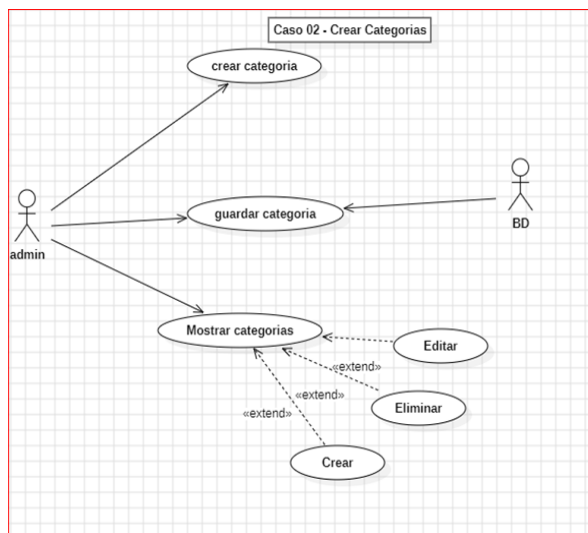 Caso 02 - Crear Categorias
crear categoria
guardar categoria
admin
BD
Mostrar categorias
Editar
«extend»
«extend»
Eliminar
«extend»
Crear